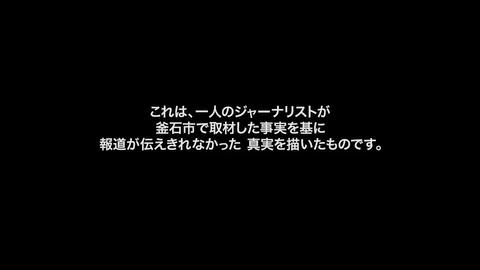 これは、一人のジャーナリストが
釜石市で取材した事実を基に
報道が伝えきれなかった 真実を描いたものです。